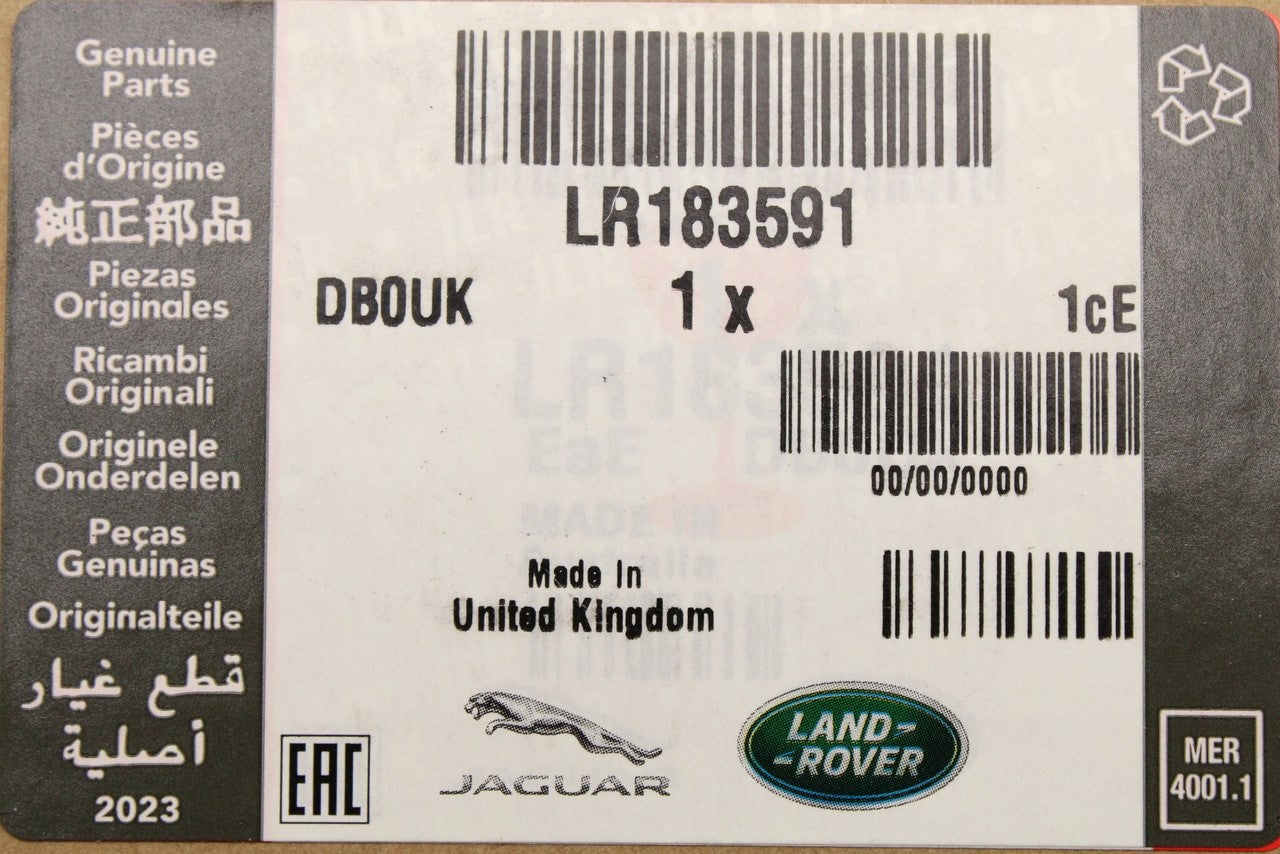 Genuine
Parts
Pièces
d'Origine
純正部品
Piezas
Originales
Ricambi
Originali
Originele
Onderdelen
Peças
Genuinas
Originalteile
قطع غيار
أصلية
2023
LR183591
DB0UK 1 x 1cE
00/00/0000
Made In
United Kingdom
EAC
JAGUAR
LAND-
-ROVER
MER
4001.1